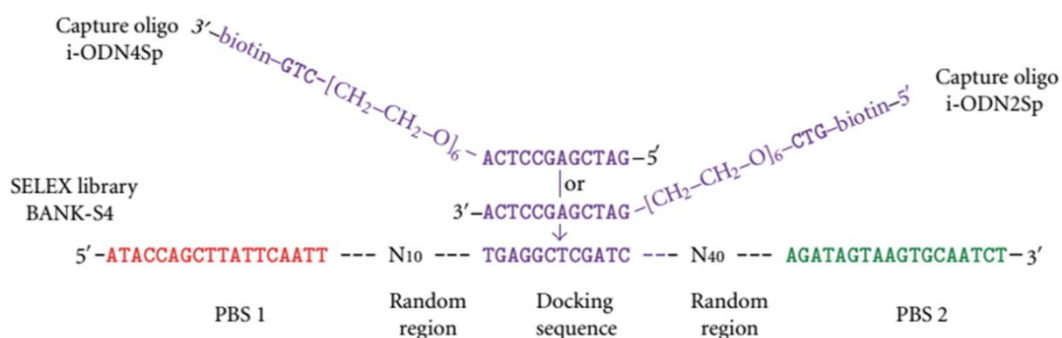 Capture oligo
i-ODN4Sp
3′–biotin–GTC–[CH2–CH2–O]6–ACTCCGAGCTAG–5′
Capture oligo
i-ODN2Sp
or
3′–ACTCCGAGCTAG–[CH2–CH2–O]6–CTG–biotin–5′
SELEX library
BANK-S4
5′–ATACCAGCTTATTCAATT --- N10 --- TGAGGCTCGATC --- N40 --- AGATAGTAAGTGCAATCT–3′
PBS 1
Random
region
Docking
sequence
Random
region
PBS 2